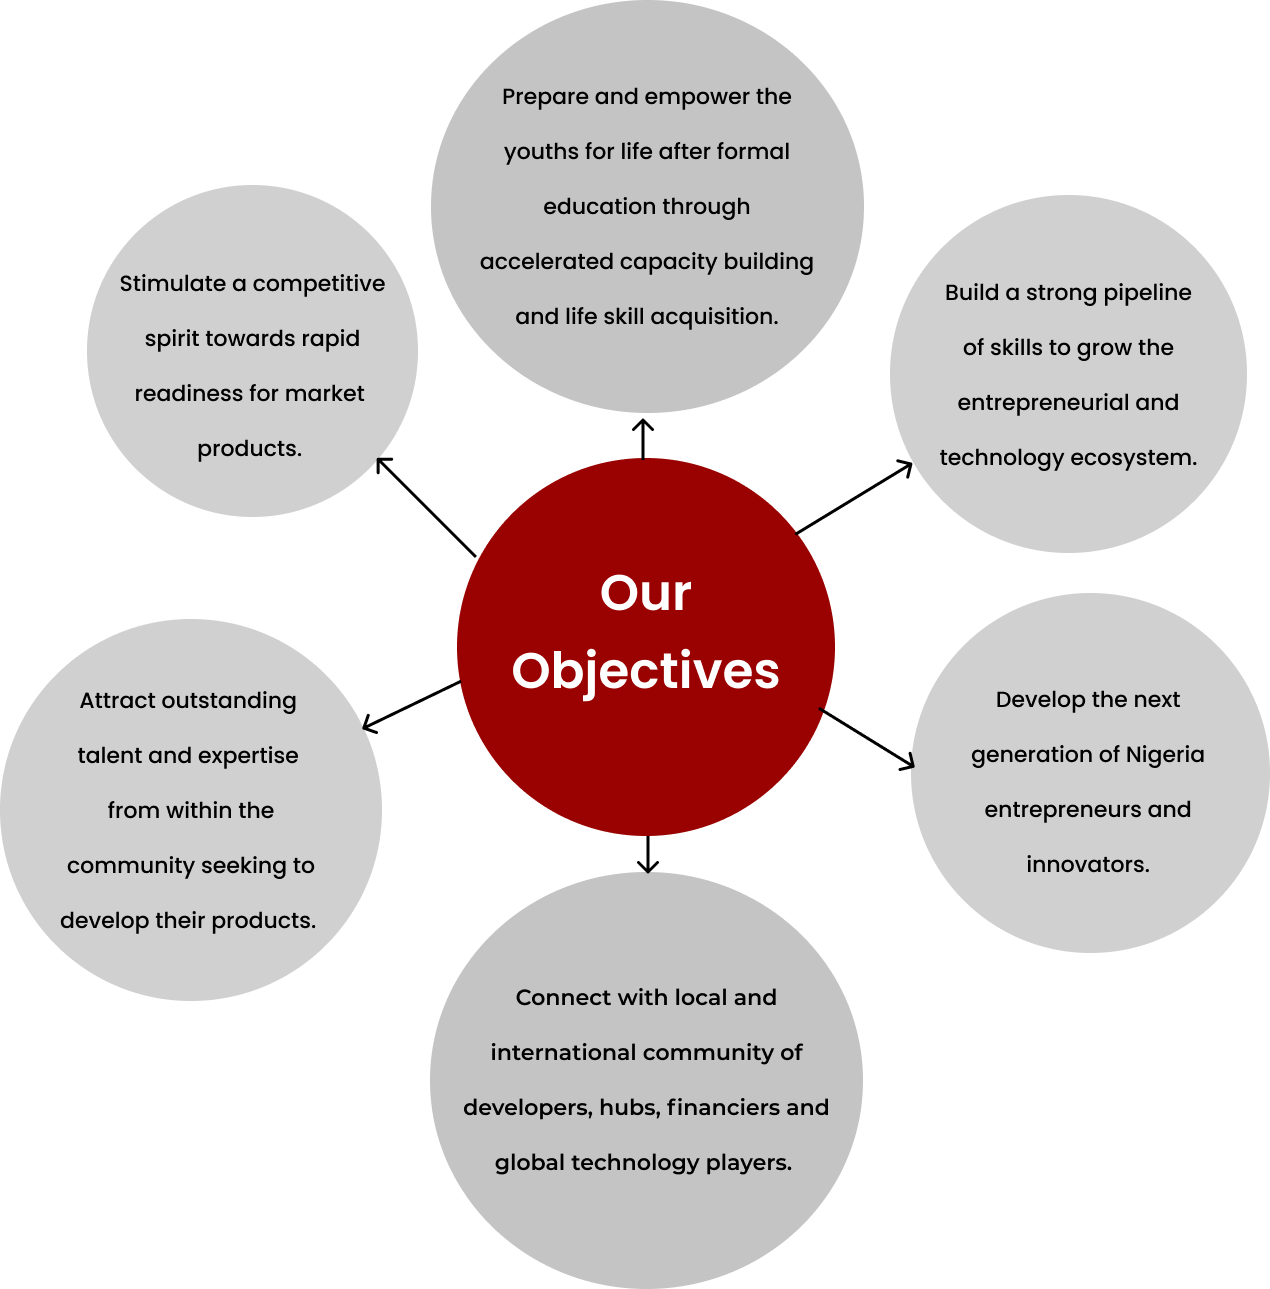 Prepare and empower the
youths for life after formal
education through
accelerated capacity building
and life skill acquisition.
Stimulate a competitive
spirit towards rapid
readiness for market
products.
Build a strong pipeline
of skills to grow the
entrepreneurial and
technology ecosystem.
Our
Objectives
Attract outstanding
talent and expertise
from within the
community seeking to
develop their products.
Develop the next
generation of Nigeria
entrepreneurs and
innovators.
Connect with local and
international community of
developers, hubs, financiers and
global technology players.